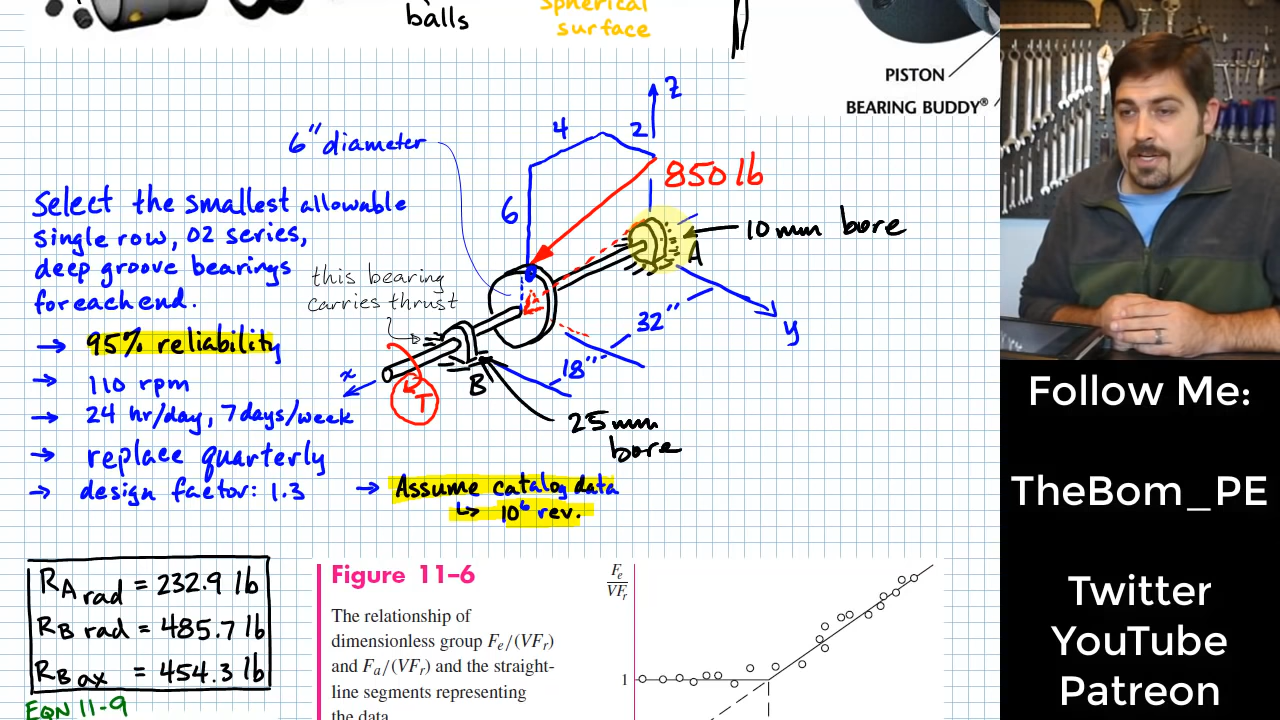 balls
spherical
surface
PISTON
BEARING BUDDY®
6" diameter
4
2
z
850 lb
6
10 mm bore
A
Select the smallest allowable
single row, 02 series,
deep groove bearings
for each end.
this bearing
carries thrust
→ 95% reliability
→ 110 rpm
→ 24 hr/day, 7 days/week
→ replace quarterly
→ design factor: 1.3
x
T
B
18"
32"
y
25 mm
bore
→ Assume catalog data
↳ 10⁶ rev.
R_A rad = 232.9 lb
R_B rad = 485.7 lb
R_B ax = 454.3 lb
EQN 11-9
Figure 11–6
The relationship of
dimensionless group Fe/(VFr)
and Fa/(VFr) and the straight-
line segments representing
the data.
Fe
VFr
1
Follow Me:
TheBom_PE
Twitter
YouTube
Patreon